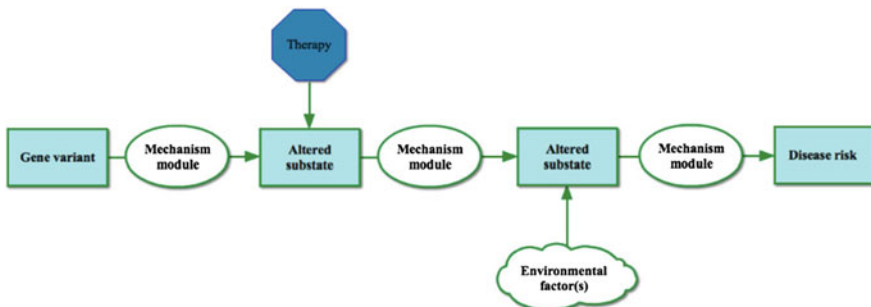 Therapy
Gene variant
Mechanism
module
Altered
substate
Mechanism
module
Altered
substate
Mechanism
module
Disease risk
Environmental
factor(s)